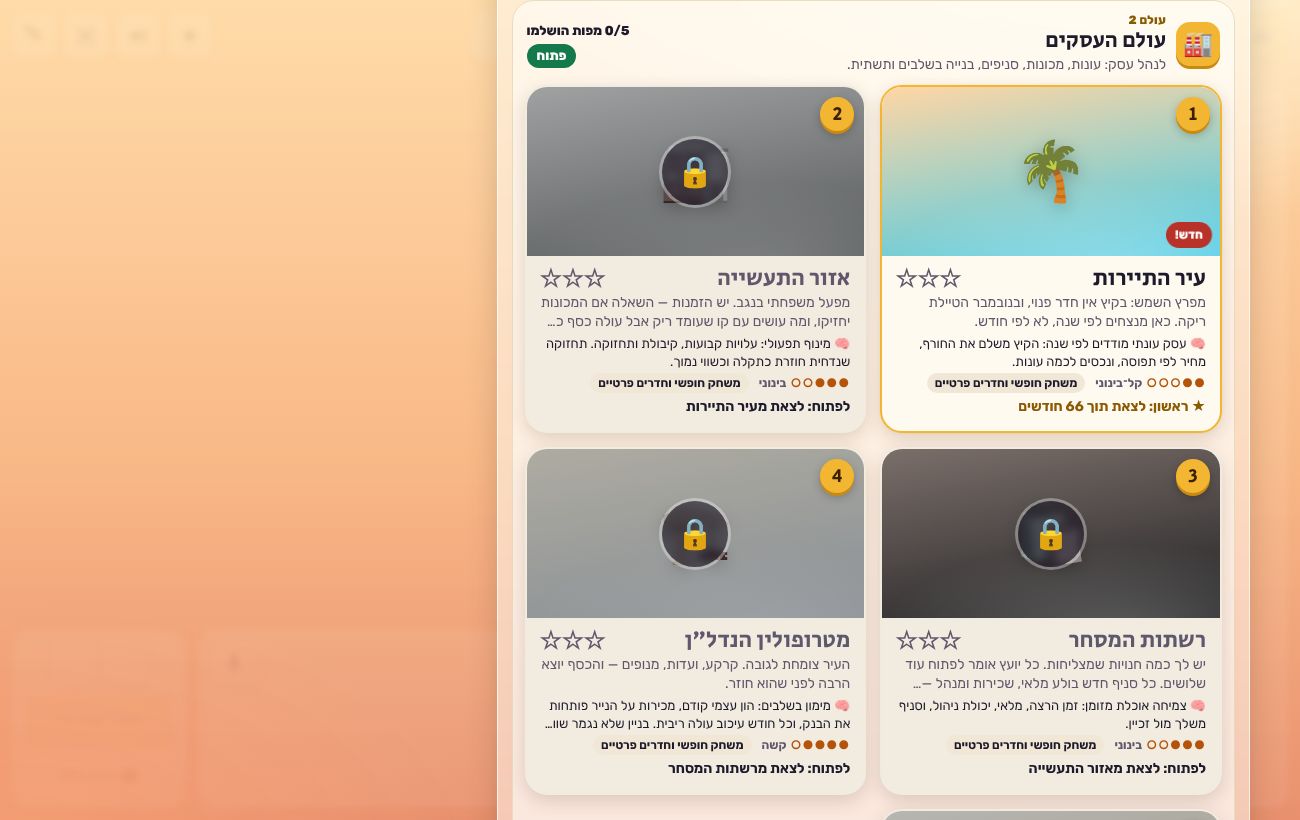 עולם 2
עולם העסקים
לנהל עסק: עונות, מכונות, סניפים, בנייה בשלבים ותשתית.
0/5 מפות הושלמו
פתוח
1
חדש!
עיר התיירות
☆☆☆
מפרץ השמש: בקיץ אין חדר פנוי, ובנובמבר הטיילת
ריקה. כאן מנצחים לפי שנה, לא לפי חודש.
🧠 עסק עונתי מודדים לפי שנה: הקיץ משלם את החורף,
מחיר לפי תפוסה, ונכסים לכמה עונות.
●●○○○ קל־בינוני משחק חופשי וחדרים פרטיים
★ ראשון: לצאת תוך 66 חודשים
2
אזור התעשייה
☆☆☆
מפעל משפחתי בנגב. יש הזמנות – השאלה אם המכונות
יחזיקו, ומה עושים עם קו שעומד ריק אבל עולה כסף כ...
🧠 מינוף תפעולי: עלויות קבועות, קיבולת ותחזוקה. תחזוקה
שנדחית חוזרת כתקלה וכשווי נמוך.
●●●○○ בינוני משחק חופשי וחדרים פרטיים
לפתוח: לצאת מעיר התיירות
3
רשתות המסחר
☆☆☆
יש לך כמה חנויות שמצליחות. כל יועץ אומר לפתוח עוד
שלושים. כל סניף חדש בולע מלאי, שכירות ומנהל –...
🧠 צמיחה אוכלת מזומן: זמן הרצה, מלאי, יכולת ניהול, וסניף
משלך מול זכיין.
●●●○○ בינוני משחק חופשי וחדרים פרטיים
לפתוח: לצאת מאזור התעשייה
4
מטרופולין הנדל״ן
☆☆☆
העיר צומחת לגובה. קרקע, ועדות, מנופים – והכסף יוצא
הרבה לפני שהוא חוזר.
🧠 מימון בשלבים: הון עצמי קודם, מכירות על הנייר פותחות
את הבנק, וכל חודש עיכוב עולה ריבית. בניין שלא נגמר שוו...
●●●●○ קשה משחק חופשי וחדרים פרטיים
לפתוח: לצאת מרשתות המסחר